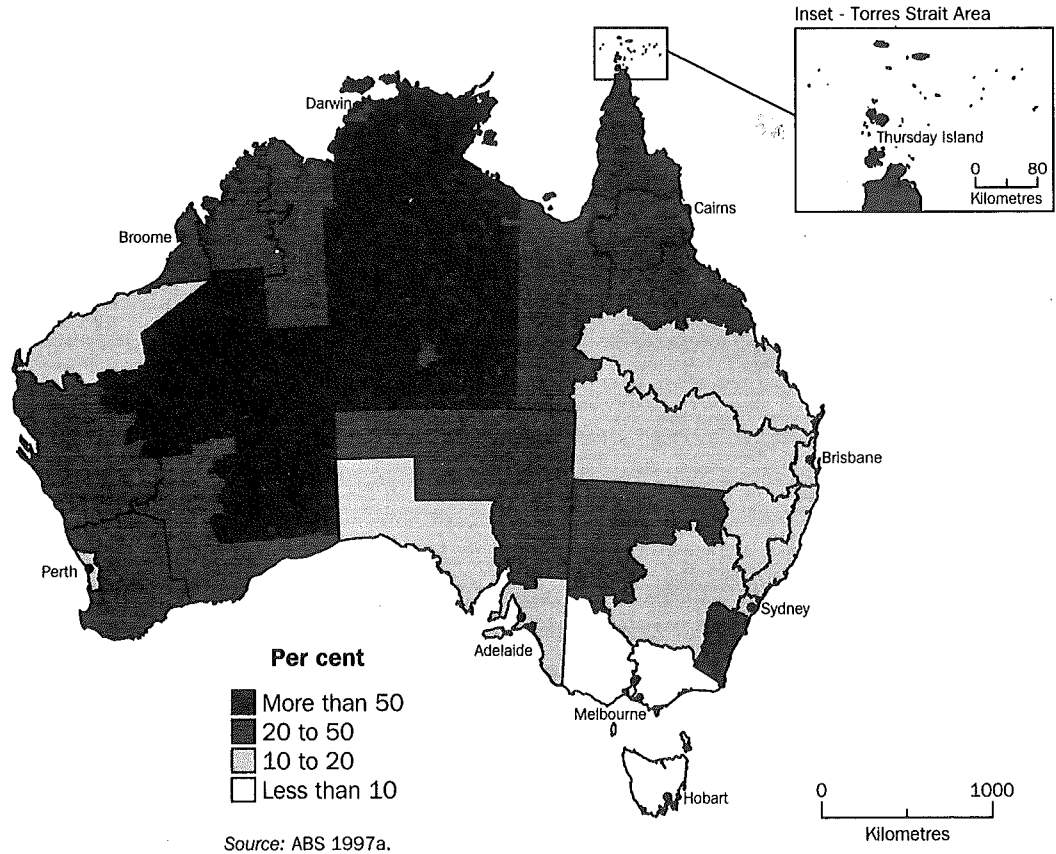 Inset - Torres Strait Area
Darwin
Thursday Island
0 80
Kilometres
Cairns
Broome
Brisbane
Perth
Sydney
Adelaide
Per cent
More than 50
20 to 50
10 to 20
Less than 10
Melbourne
Hobart
0 1000
Kilometres
Source: ABS 1997a.